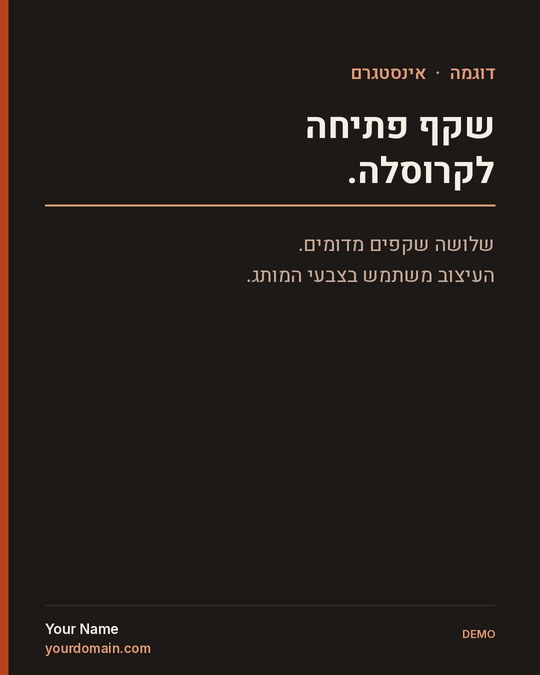 דוגמה · אינסטגרם
שקף פתיחה
לקרוסלה.
שלושה שקפים מדומים.
העיצוב משתמש בצבעי המותג.
Your Name
yourdomain.com
DEMO